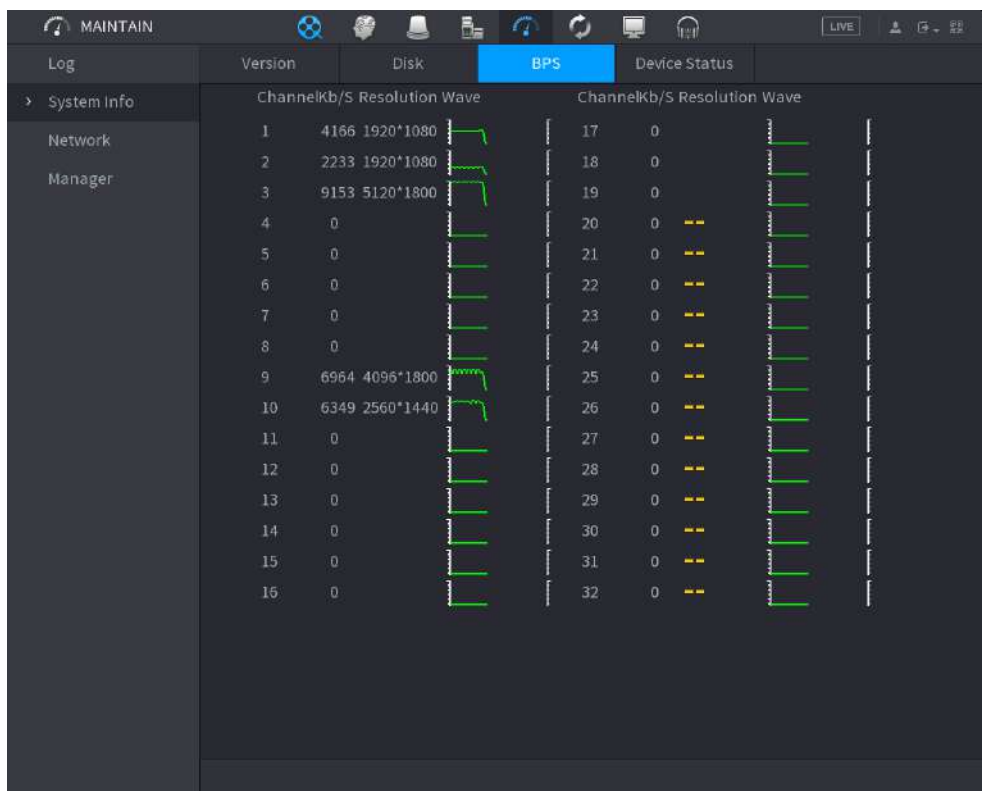 MAINTAIN LIVE
Log Version Disk BPS Device Status
> System Info ChannelKb/S Resolution Wave ChannelKb/S Resolution Wave
1 4166 1920*1080 17 0
Network
2 2233 1920*1080 18 0
Manager
3 9153 5120*1800 19 0
4 0 20 0 --
5 0 21 0 --
6 0 22 0 --
7 0 23 0 --
8 0 24 0 --
9 6964 4096*1800 25 0 --
10 6349 2560*1440 26 0 --
11 0 27 0 --
12 0 28 0 --
13 0 29 0 --
14 0 30 0 --
15 0 31 0 --
16 0 32 0 --